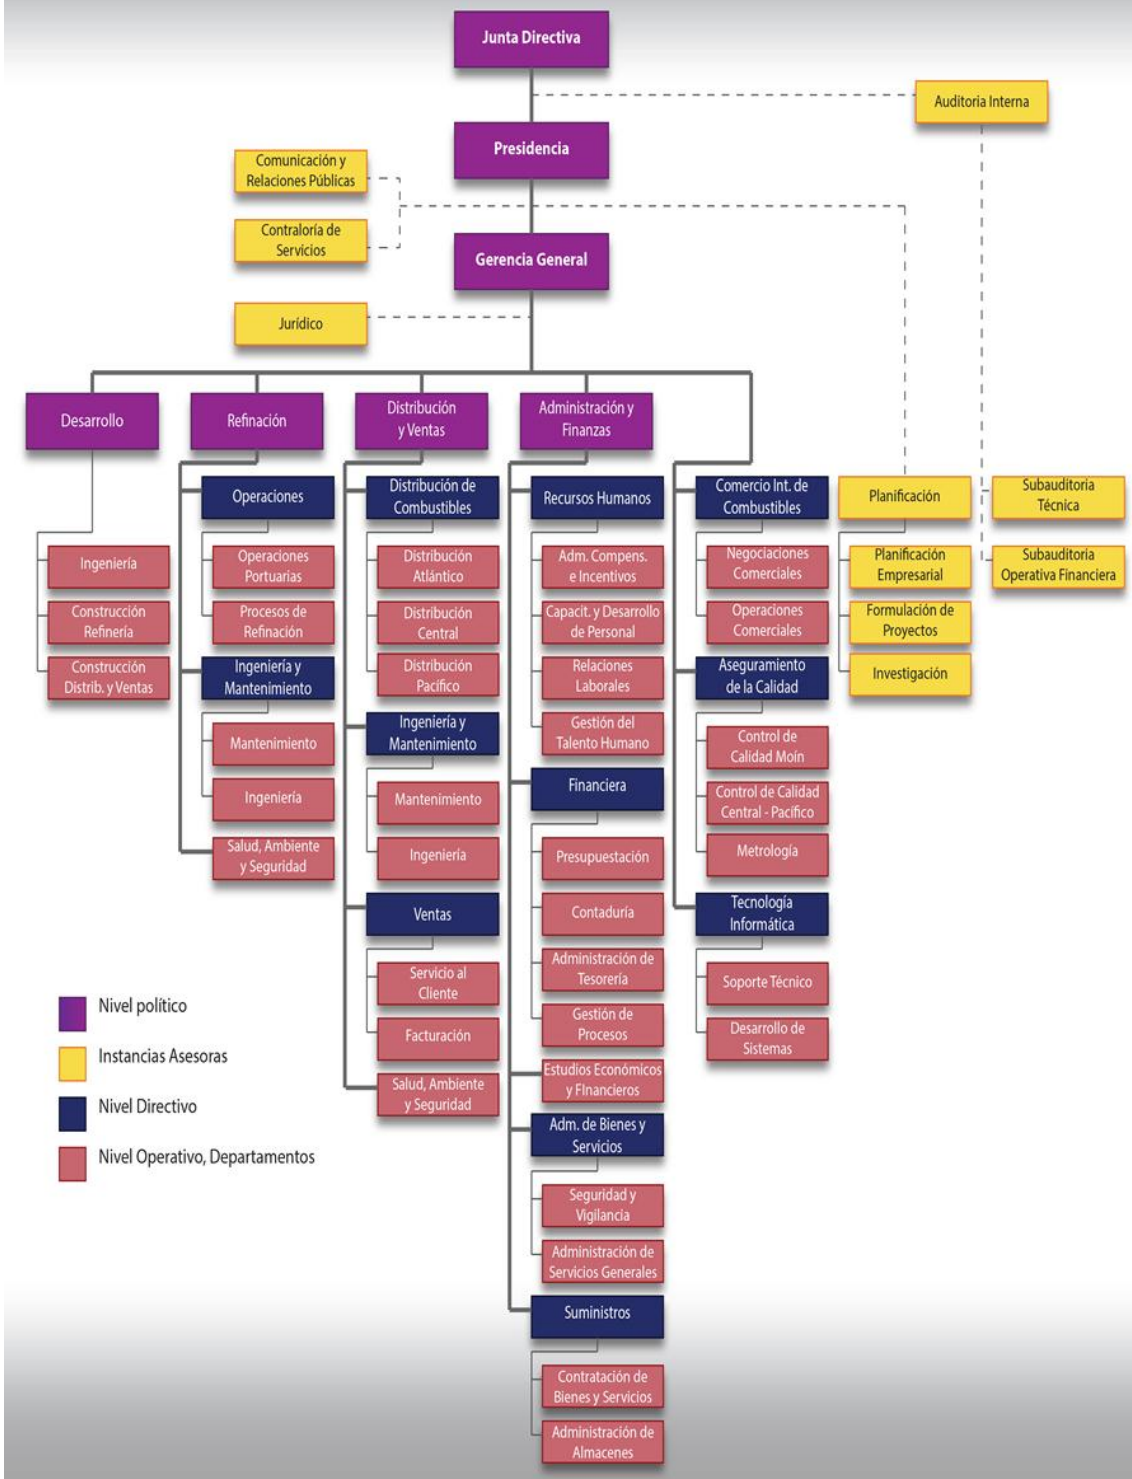 Junta Directiva
Auditoria Interna
Presidencia
Comunicación y
Relaciones Públicas
Contraloría de
Servicios
Gerencia General
Jurídico
Desarrollo
Refinación
Distribución
y Ventas
Administración y
Finanzas
Ingeniería
Construcción
Refinería
Construcción
Distrib. y Ventas
Operaciones
Operaciones
Portuarias
Procesos de
Refinación
Ingeniería y
Mantenimiento
Mantenimiento
Ingeniería
Salud, Ambiente
y Seguridad
Distribución de
Combustibles
Distribución
Atlántico
Distribución
Central
Distribución
Pacífico
Ingeniería y
Mantenimiento
Mantenimiento
Ingeniería
Ventas
Servicio al
Cliente
Facturación
Salud, Ambiente
y Seguridad
Recursos Humanos
Adm. Compens.
e Incentivos
Capacit. y Desarrollo
de Personal
Relaciones
Laborales
Gestión del
Talento Humano
Financiera
Presupuestación
Contaduría
Administración de
Tesorería
Gestión de
Procesos
Estudios Económicos
y FInancieros
Adm. de Bienes y
Servicios
Seguridad y
Vigilancia
Administración de
Servicios Generales
Suministros
Contratación de
Bienes y Servicios
Administración de
Almacenes
Comercio Int. de
Combustibles
Negociaciones
Comerciales
Operaciones
Comerciales
Aseguramiento
de la Calidad
Control de
Calidad Moín
Control de Calidad
Central - Pacífico
Metrología
Tecnología
Informática
Soporte Técnico
Desarrollo de
Sistemas
Planificación
Planificación
Empresarial
Formulación de
Proyectos
Investigación
Subauditoria
Técnica
Subauditoria
Operativa Financiera
Nivel político
Instancias Asesoras
Nivel Directivo
Nivel Operativo, Departamentos